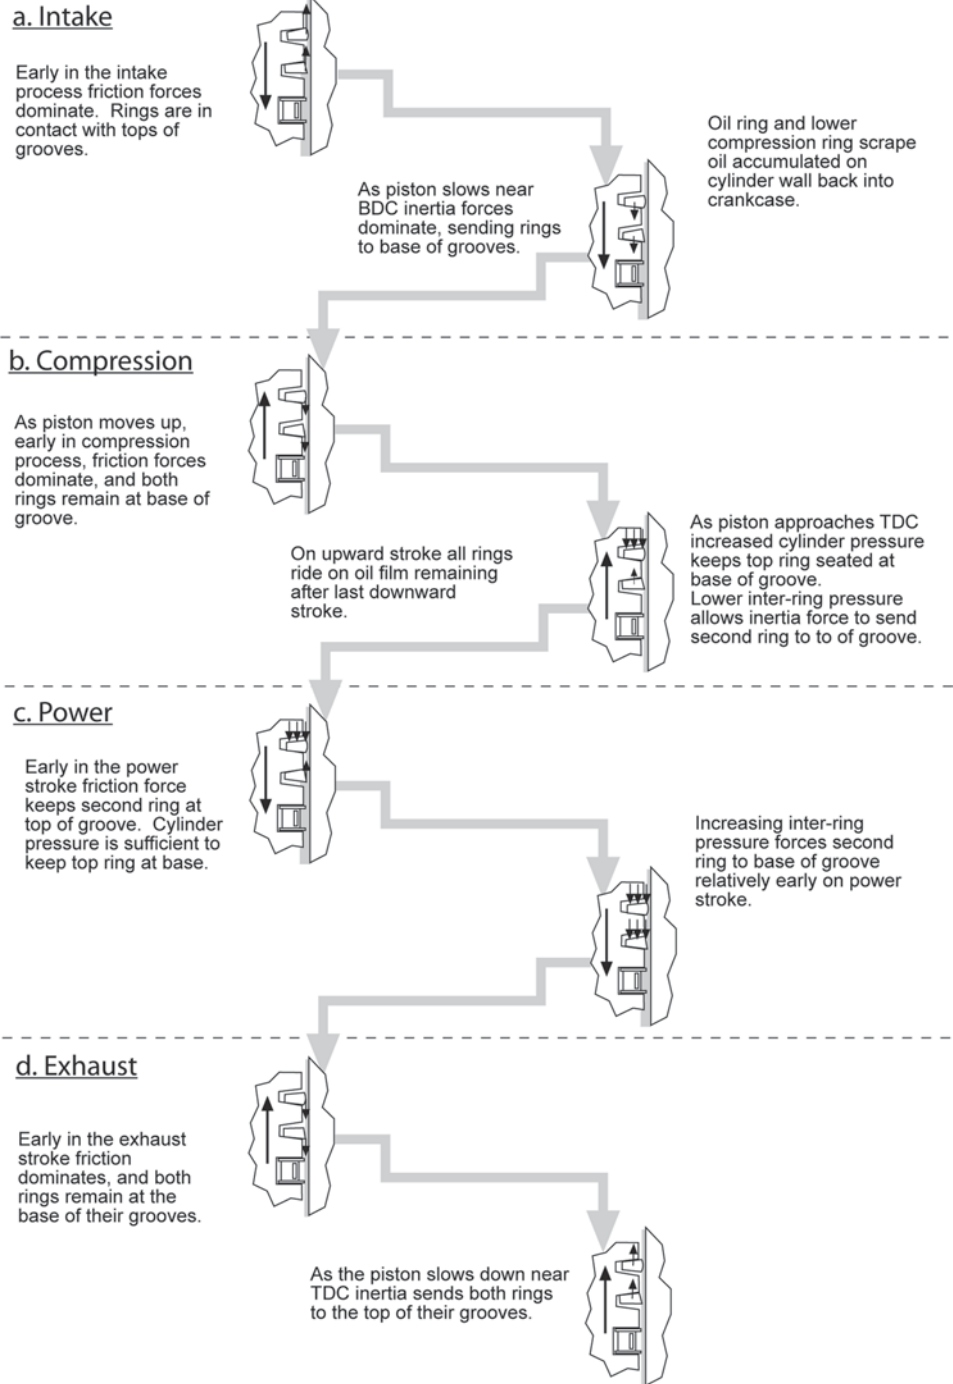 a. Intake
Early in the intake
process friction forces
dominate. Rings are in
contact with tops of
grooves.
Oil ring and lower
compression ring scrape
oil accumulated on
cylinder wall back into
crankcase.
As piston slows near
BDC inertia forces
dominate, sending rings
to base of grooves.
b. Compression
As piston moves up,
early in compression
process, friction forces
dominate, and both
rings remain at base of
groove.
On upward stroke all rings
ride on oil film remaining
after last downward
stroke.
As piston approaches TDC
increased cylinder pressure
keeps top ring seated at
base of groove.
Lower inter-ring pressure
allows inertia force to send
second ring to to of groove.
c. Power
Early in the power
stroke friction force
keeps second ring at
top of groove. Cylinder
pressure is sufficient to
keep top ring at base.
Increasing inter-ring
pressure forces second
ring to base of groove
relatively early on power
stroke.
d. Exhaust
Early in the exhaust
stroke friction
dominates, and both
rings remain at the
base of their grooves.
As the piston slows down near
TDC inertia sends both rings
to the top of their grooves.